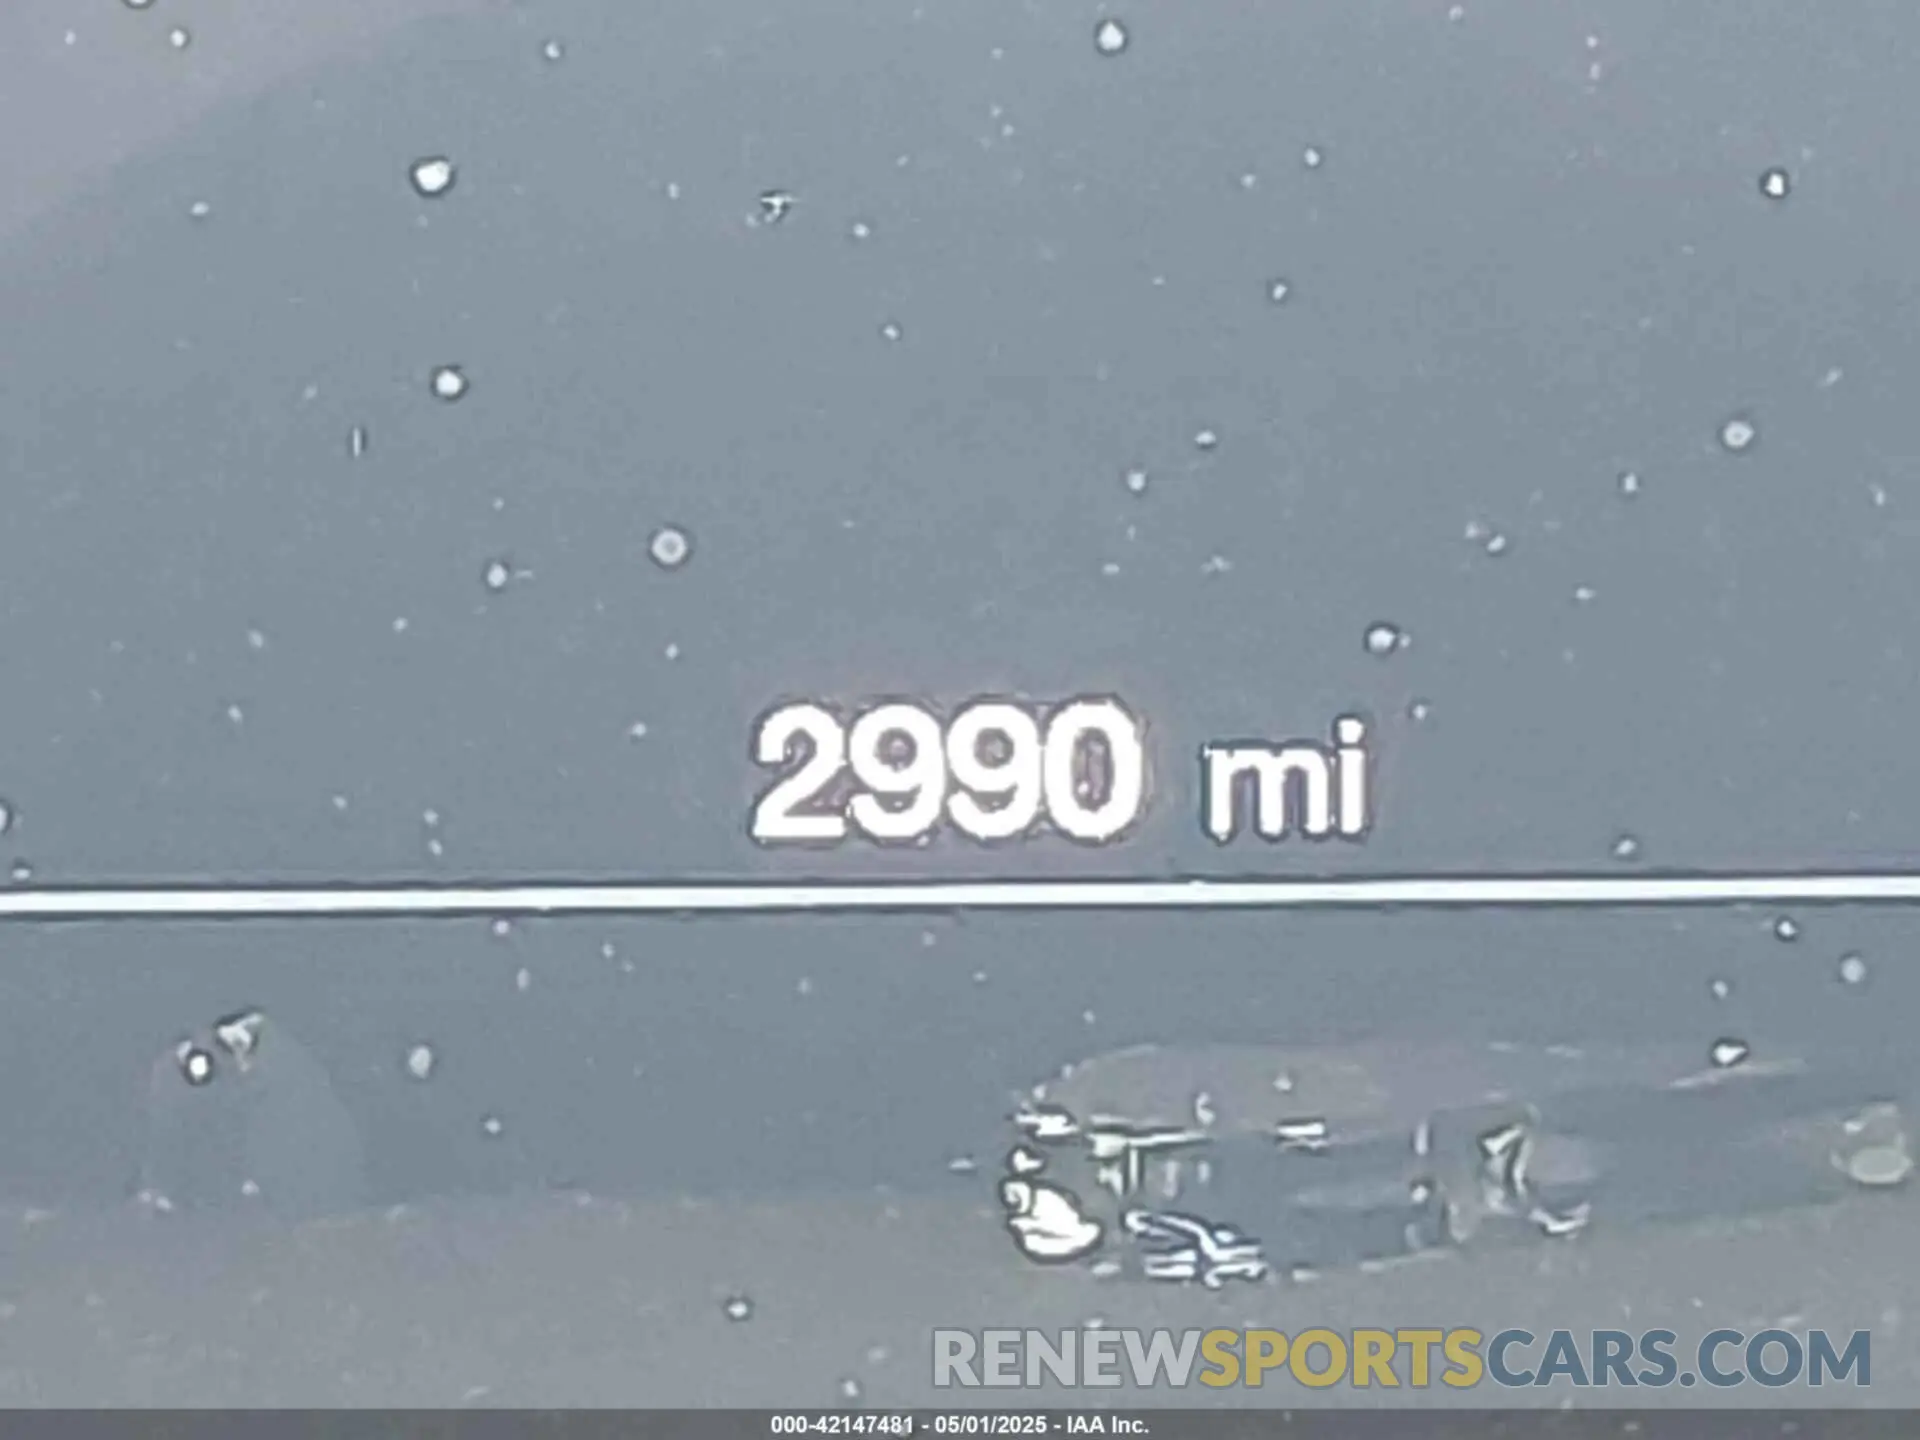 2990 mi
RENEWSPORTSCARS.COM
000-42147481 - 05/01/2025 - IAA Inc.